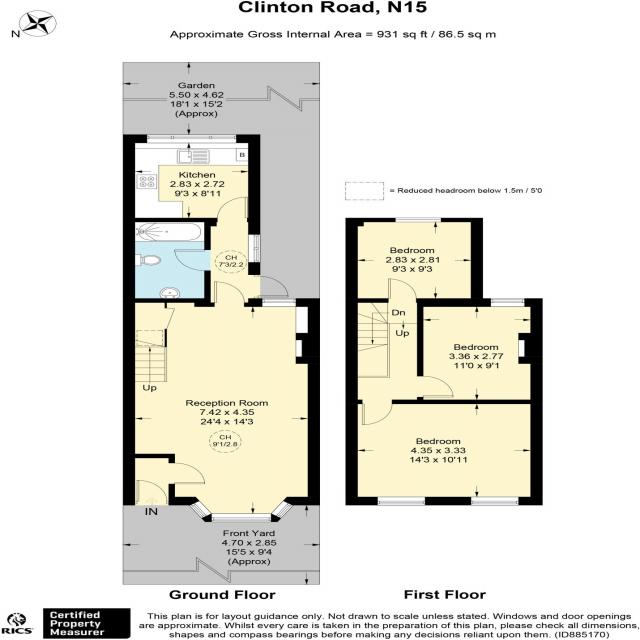 Clinton Road, N15
N
Approximate Gross Internal Area = 931 sq ft / 86.5 sq m
Garden
5.50 x 4.62
18'1 x 15'2
(Approx)
B
Kitchen
2.83 x 2.72
9'3 x 8'11
= Reduced headroom below 1.5m / 5'0
CH
7'3/2.2
Bedroom
2.83 x 2.81
9'3 x 9'3
Dn
Up
Bedroom
3.36 x 2.77
11'0 x 9'1
Up
Reception Room
7.42 x 4.35
24'4 x 14'3
CH
9'1/2.8
Bedroom
4.35 x 3.33
14'3 x 10'11
IN
Front Yard
4.70 x 2.85
15'5 x 9'4
(Approx)
Ground Floor
First Floor
RICS
Certified
Property
Measurer
This plan is for layout guidance only. Not drawn to scale unless stated. Windows and door openings
are approximate. Whilst every care is taken in the preparation of this plan, please check all dimensions,
shapes and compass bearings before making any decisions reliant upon them. (ID885170)